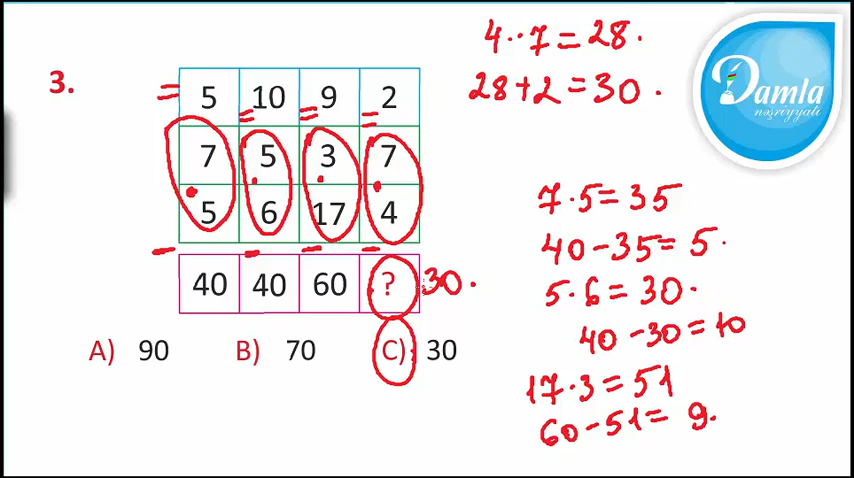 4··7=28.
28+2=30.
Damla
nəşriyyatı
3.
= 5 10 = 9 = 2 =
7 5 3 7
5 6 17 4
40 40 60 ? 30.
A) 90 B) 70 C) 30
7·5=35
40-35=5.
5·6=30.
40-30=10
17·3=51
60-51=9.